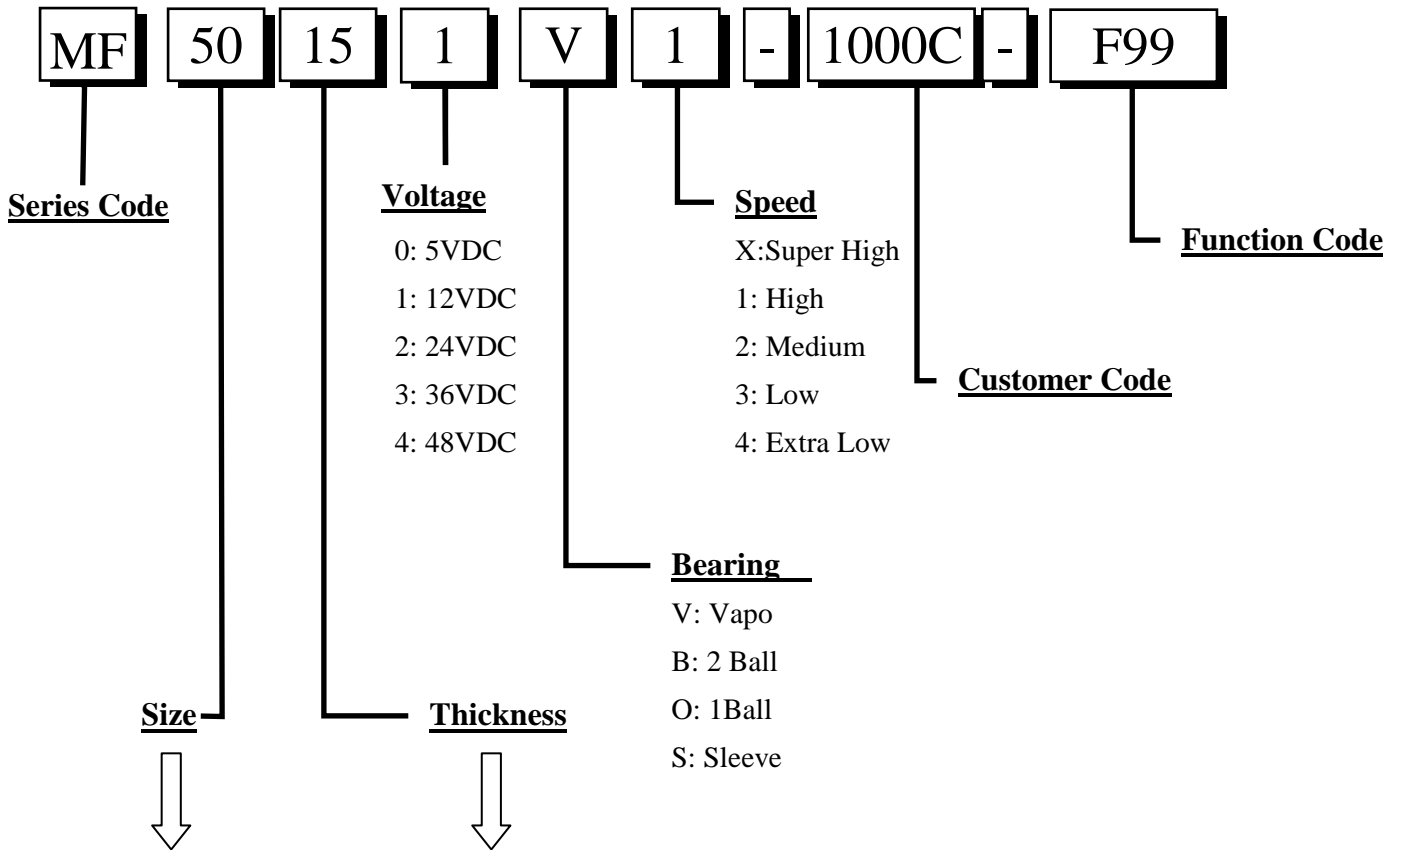 MF 50 15 1 V 1 - 1000C - F99
Series Code
Voltage
0: 5VDC
1: 12VDC
2: 24VDC
3: 36VDC
4: 48VDC
Speed
X:Super High
1: High
2: Medium
3: Low
4: Extra Low
Function Code
Customer Code
Bearing
V: Vapo
B: 2 Ball
O: 1Ball
S: Sleeve
Size
Thickness